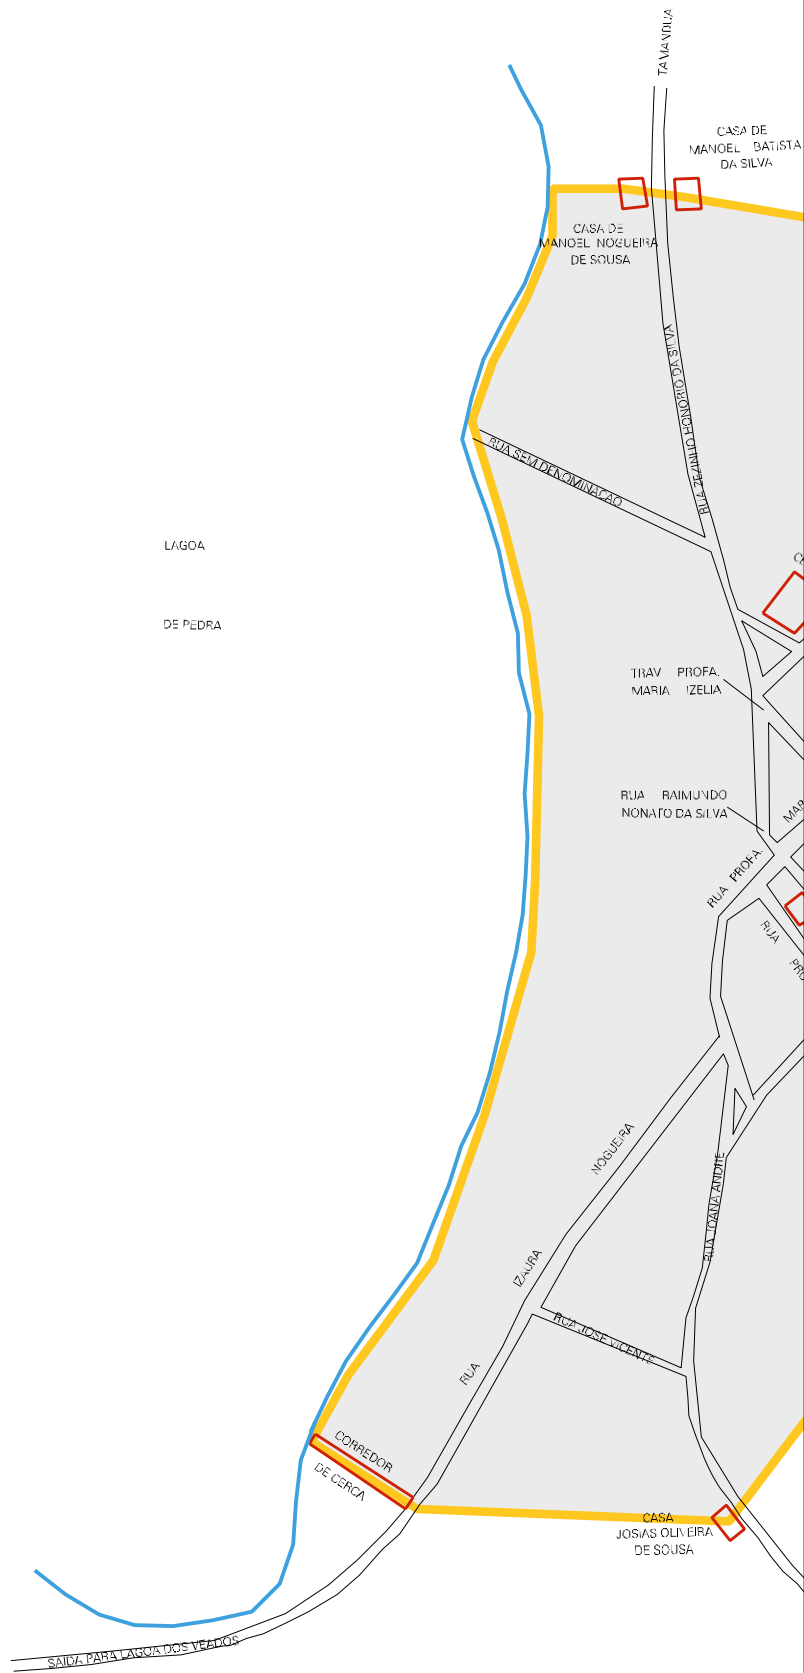 TAMANDUA
CASA DE
MANOEL BATISTA
DA SILVA
CASA DE
MANOEL NOGUEIRA
DE SOUSA
RUA ZEZINHO HONORIO DA SILVA
RUA SEM DENOMINACAO
LAGOA
DE PEDRA
TRAV PROFA.
MARIA IZELIA
RUA RAIMUNDO
NONATO DA SILVA
MAR
RUA PROFA.
RUA PRO
NOGUEIRA
IZAURA
RUA
RUA JOANA ANDRE
RUA JOSE VICENTE
CORREDOR
DE CERCA
CASA
JOSIAS OLIVEIRA
DE SOUSA
SAIDA PARA LAGOA DOS VEADOS